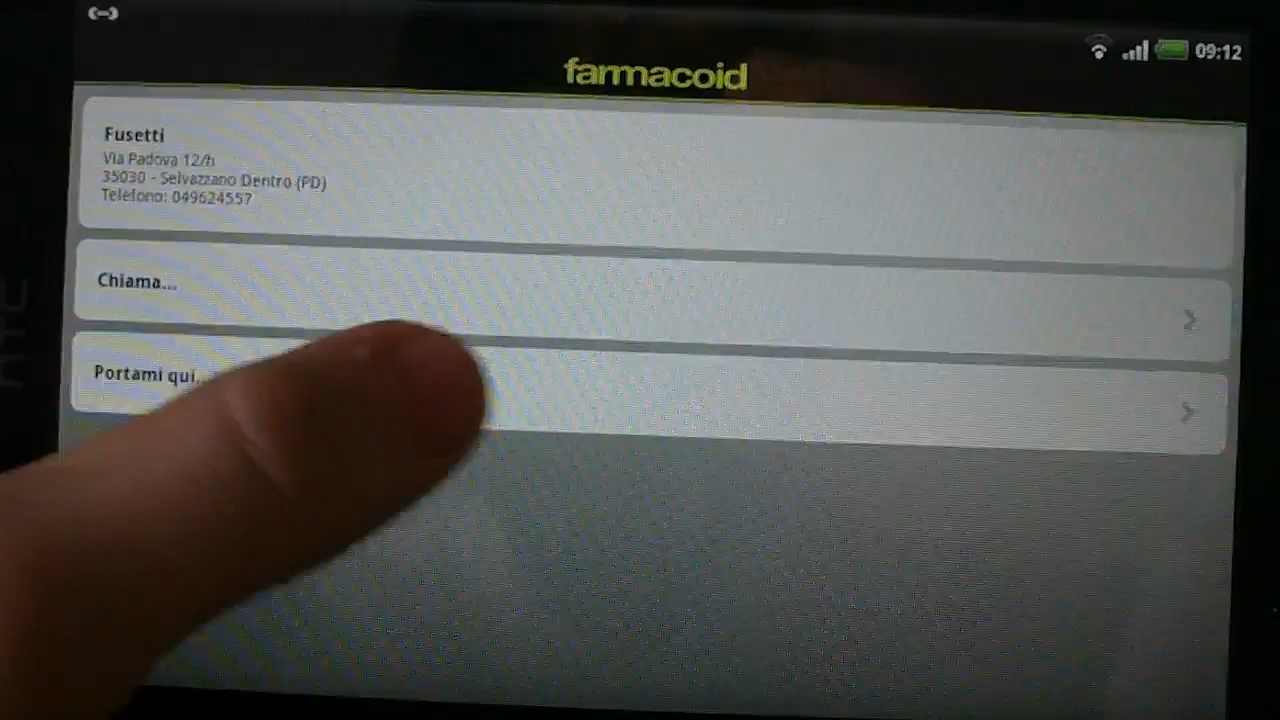 09:12
farmacoid
Fusetti
Via Padova 12/h
35030 - Selvazzano Dentro (PD)
Telefono: 049624557
Chiama...
Portami qui...